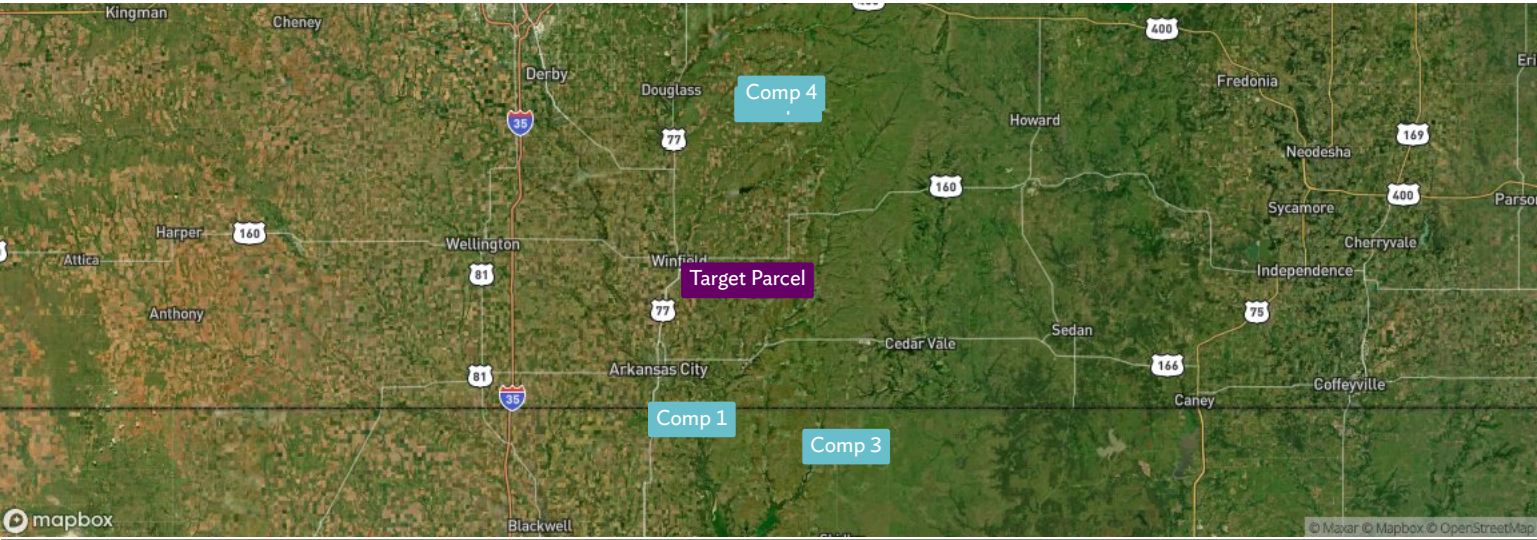 Kingman
Cheney
400
Derby
Fredonia
Douglass
Comp 4
35
Howard
77
169
Neodesha
160
400
Sycamore
Parso
Harper
160
Wellington
Cherryvale
Attica
Winfield
Independence
81
Target Parcel
77
75
Anthony
Sedan
Cedar Vale
166
Arkansas City
81
Coffeyville
35
Caney
Comp 1
Comp 3
mapbox
Blackwell
© Maxar © Mapbox © OpenStreetMap